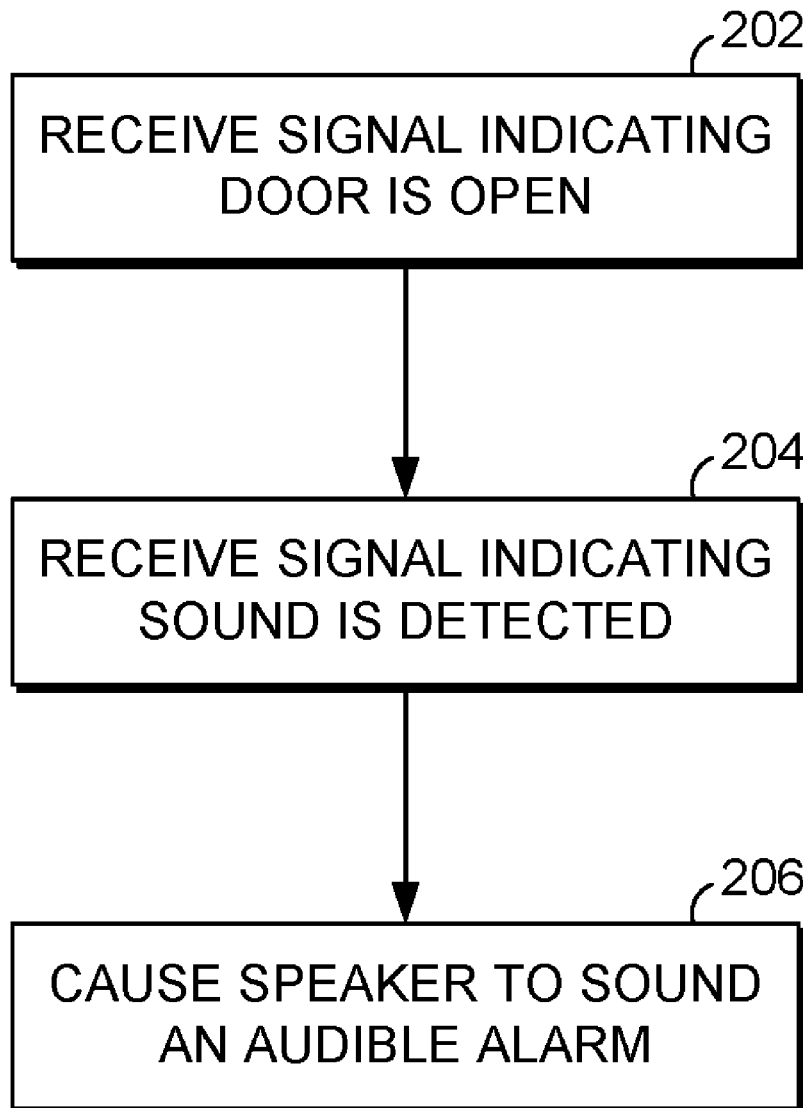 202
RECEIVE SIGNAL INDICATING
DOOR IS OPEN
204
RECEIVE SIGNAL INDICATING
SOUND IS DETECTED
206
CAUSE SPEAKER TO SOUND
AN AUDIBLE ALARM